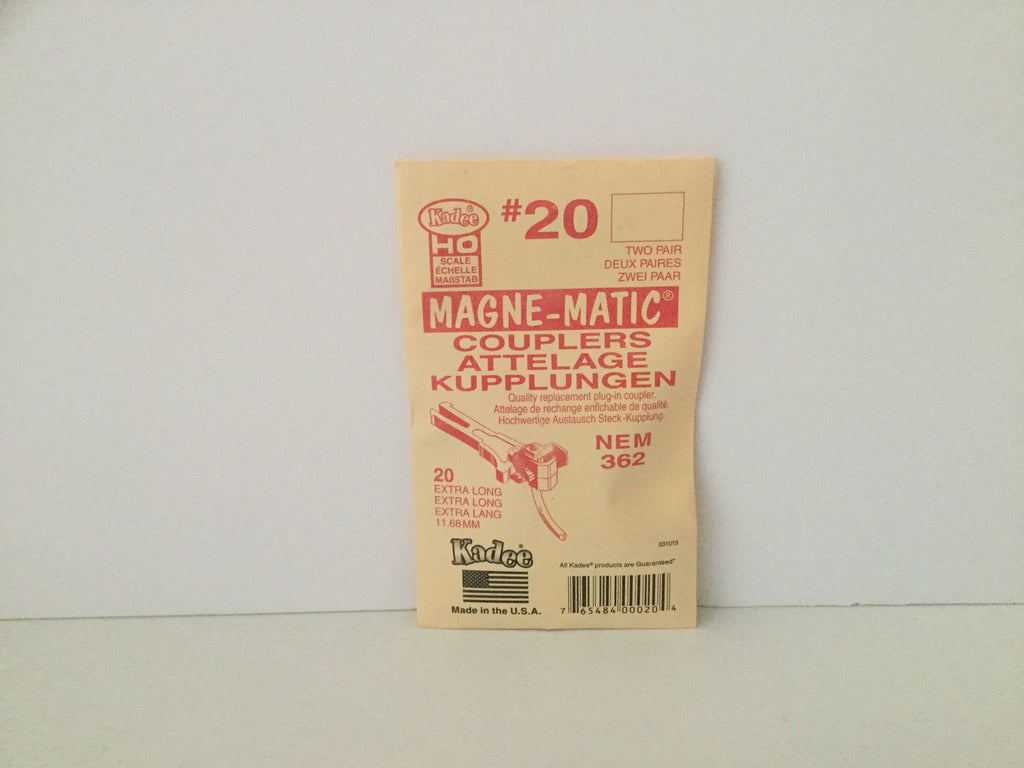 Kadee®
#20
HO
SCALE
ÉCHELLE
MAßSTAB
TWO PAIR
DEUX PAIRES
ZWEI PAAR
MAGNE-MATIC®
COUPLERS
ATTELAGE
KUPPLUNGEN
Quality replacement plug-in coupler.
Attelage de rechange enfichable de qualité.
Hochwertige Austausch Steck-Kupplung.
NEM
362
20
EXTRA LONG
EXTRA LONG
EXTRA LANG
11.68MM
Kadee®
Made in the U.S.A.
031015
All Kadee® products are Guaranteed*
7 65484 00020 4